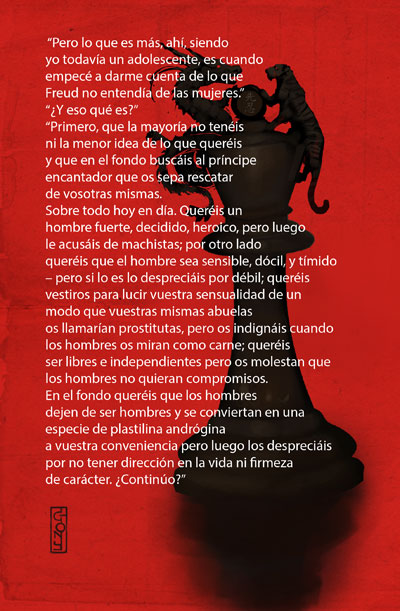 “Pero lo que es más, ahí, siendo
yo todavía un adolescente, es cuando
empecé a darme cuenta de lo que
Freud no entendía de las mujeres.”
“¿Y eso qué es?”
“Primero, que la mayoría no tenéis
ni la menor idea de lo que queréis
y que en el fondo buscáis al príncipe
encantador que os sepa rescatar
de vosotras mismas.
Sobre todo hoy en día. Queréis un
hombre fuerte, decidido, heroico, pero luego
le acusáis de machistas; por otro lado
queréis que el hombre sea sensible, dócil, y tímido
– pero si lo es lo despreciáis por débil; queréis
vestiros para lucir vuestra sensualidad de un
modo que vuestras mismas abuelas
os llamarían prostitutas, pero os indignáis cuando
los hombres os miran como carne; queréis
ser libres e independientes pero os molestan que
los hombres no quieran compromisos.
En el fondo queréis que los hombres
dejen de ser hombres y se conviertan en una
especie de plastilina andrógina
a vuestra conveniencia pero luego los despreciáis
por no tener dirección en la vida ni firmeza
de carácter. ¿Continúo?”